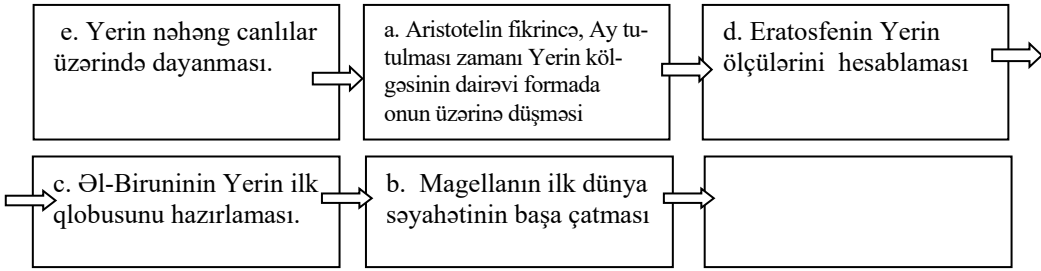 e. Yerin nəhəng canlılar
üzərində dayanması.
a. Aristotelin fikrincə, Ay tu-
tulması zamanı Yerin köl-
gəsinin dairəvi formada
onun üzərinə düşməsi
d. Eratosfenin Yerin
ölçülərini hesablaması
c. Əl-Biruninin Yerin ilk
qlobusunu hazırlaması.
b. Magellanın ilk dünya
səyahətinin başa çatması